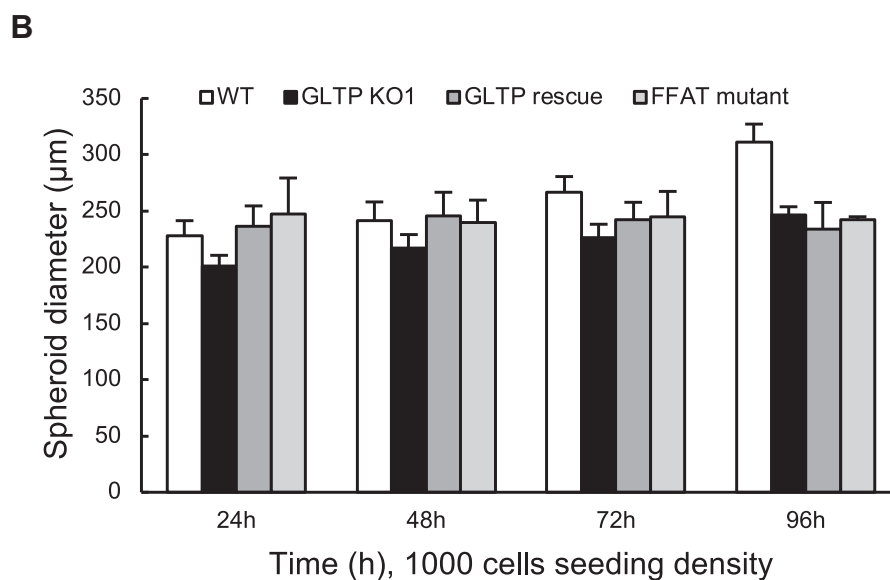 B
WT GLTP KO1 GLTP rescue FFAT mutant
350
300
250
200
150
100
50
0
Spheroid diameter (µm)
24h 48h 72h 96h
Time (h), 1000 cells seeding density